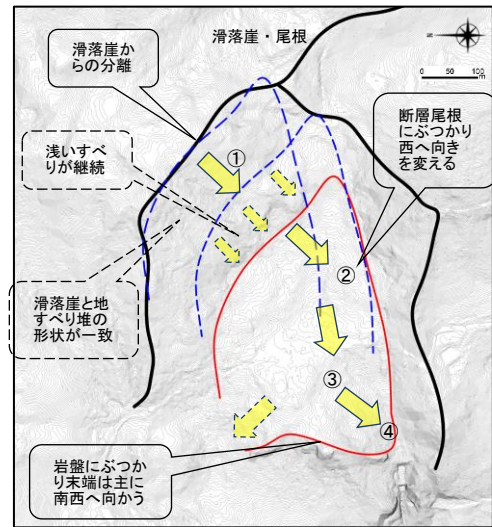 滑落崖・尾根
N
0 50 100
m
滑落崖か
らの分離
断層尾根
にぶつかり
西へ向き
を変える
浅いすべ
りが継続
①
②
滑落崖と地
すべり堆の
形状が一致
③
④
岩盤にぶつか
り末端は主に
南西へ向かう